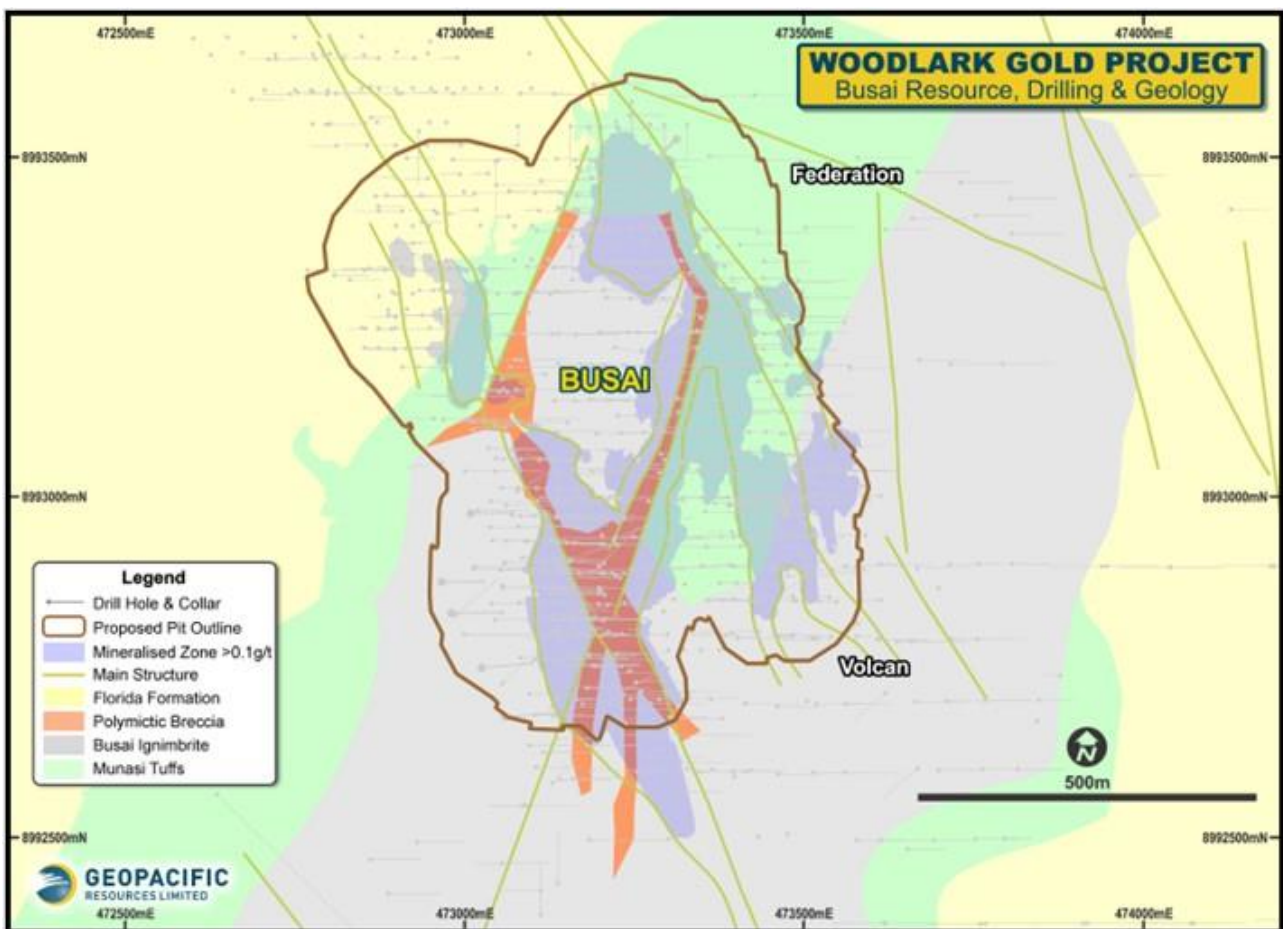 472500mE
473000mE
473500mE
474000mE
WOODLARK GOLD PROJECT
Busai Resource, Drilling & Geology
8993500mN
8993500mN
Federation
BUSAI
8993000mN
8993000mN
Legend
Drill Hole & Collar
Proposed Pit Outline
Mineralised Zone >0.1g/t
Main Structure
Florida Formation
Polymictic Breccia
Busai Ignimbrite
Munasi Tuffs
Volcan
N
500m
8992500mN
8992500mN
GEOPACIFIC
RESOURCES LIMITED
472500mE
473000mE
473500mE
474000mE